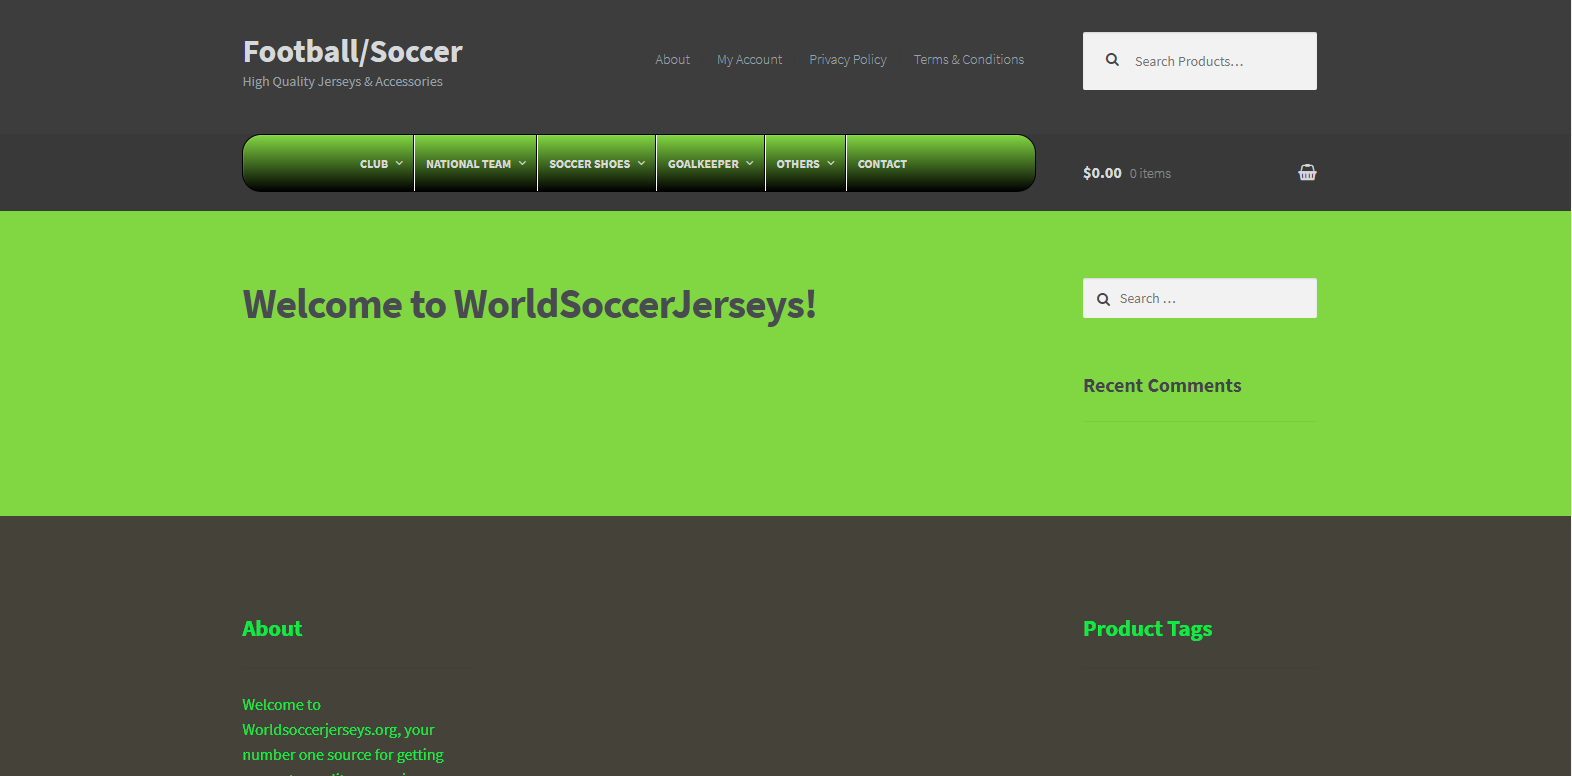 Football/Soccer
High Quality Jerseys & Accessories
About My Account Privacy Policy Terms & Conditions
Search Products…
CLUB NATIONAL TEAM SOCCER SHOES GOALKEEPER OTHERS CONTACT
$0.00 0 items
Welcome to WorldSoccerJerseys!
Search …
Recent Comments
About
Product Tags
Welcome to
Worldsoccerjerseys.org, your
number one source for getting